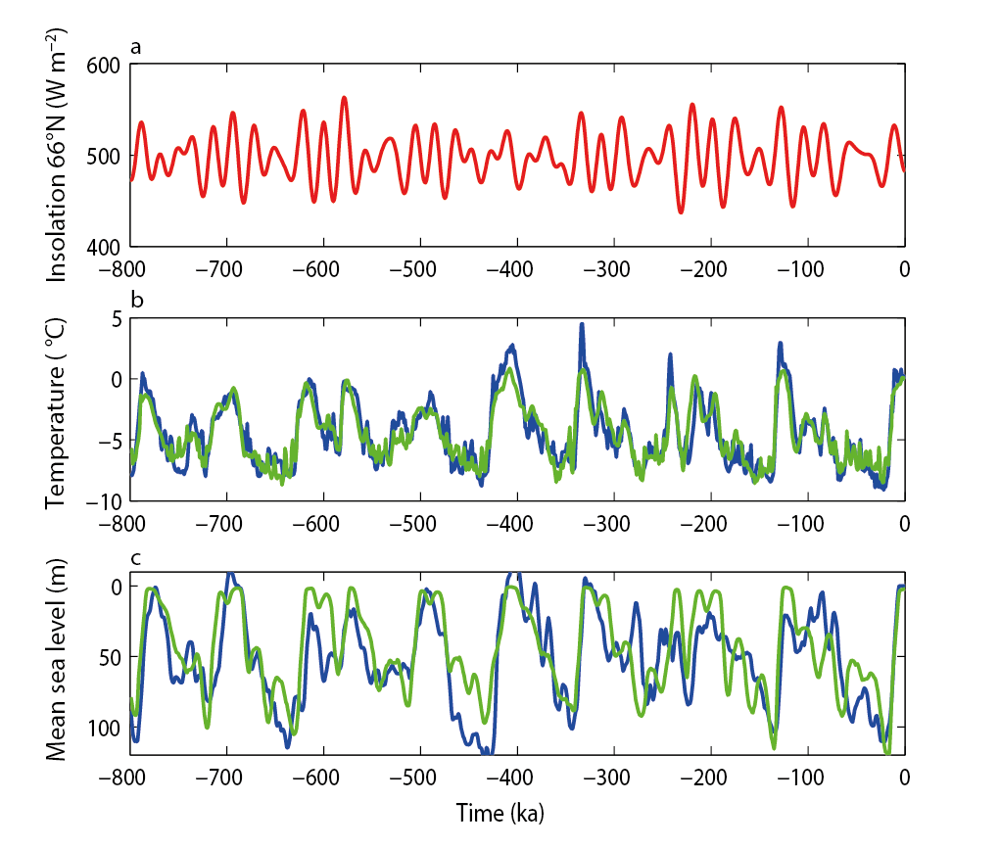 a
Insolation 66°N (W m⁻²)
600
500
400
−800 −700 −600 −500 −400 −300 −200 −100 0
b
Temperature ( °C)
5
0
−5
−10
−800 −700 −600 −500 −400 −300 −200 −100 0
c
Mean sea level (m)
0
50
100
−800 −700 −600 −500 −400 −300 −200 −100 0
Time (ka)